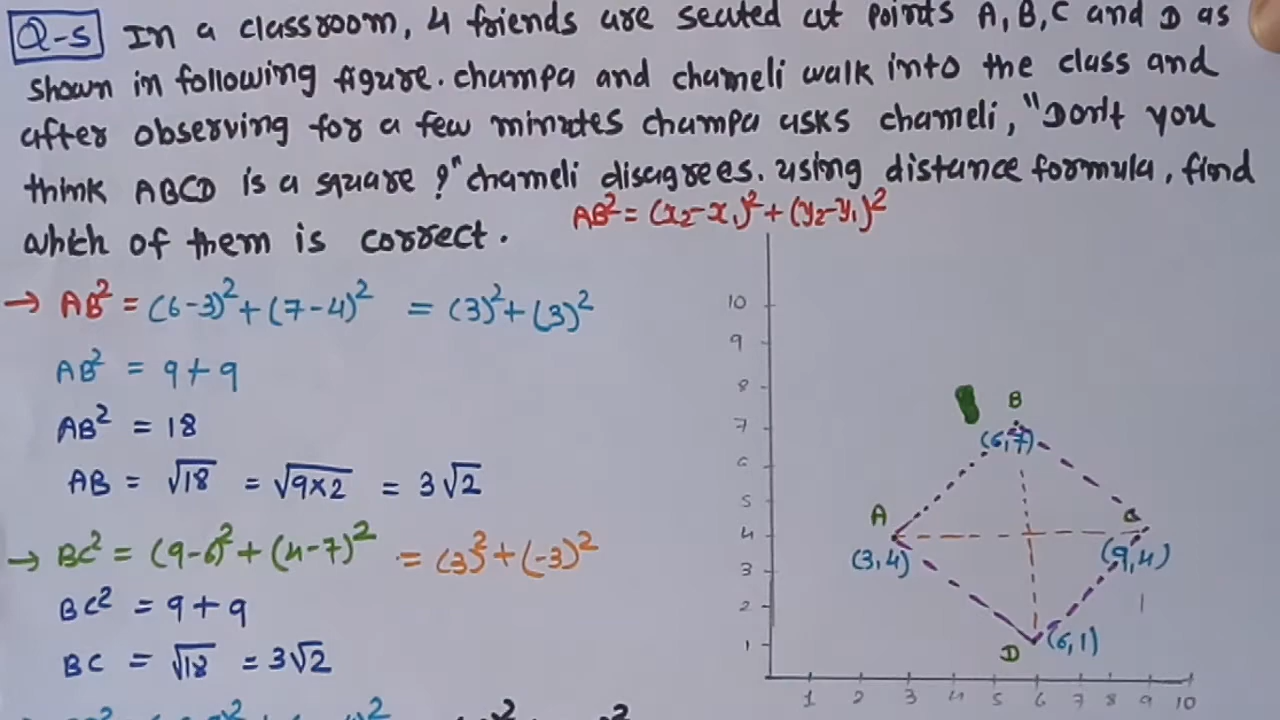 Q-5 In a classroom, 4 friends are seated at points A, B, C and D as
shown in following figure. champa and chameli walk into the class and
after observing for a few minutes champa asks chameli, "Don't you
think ABCD is a square ?" chameli disagrees. using distance formula, find
which of them is correct.
AB² = (x₂-x₁)² + (y₂-y₁)²
→ AB² = (6-3)² + (7-4)² = (3)² + (3)²
AB² = 9 + 9
AB² = 18
AB = √18 = √9×2 = 3√2
→ BC² = (9-6)² + (4-7)² = (3)² + (-3)²
BC² = 9 + 9
BC = √18 = 3√2
10
9
8
7
6
5
4
3
2
1
B
(6,7)
A
(3,4)
C
(9,4)
D
(6,1)
1 2 3 4 5 6 7 8 9 10